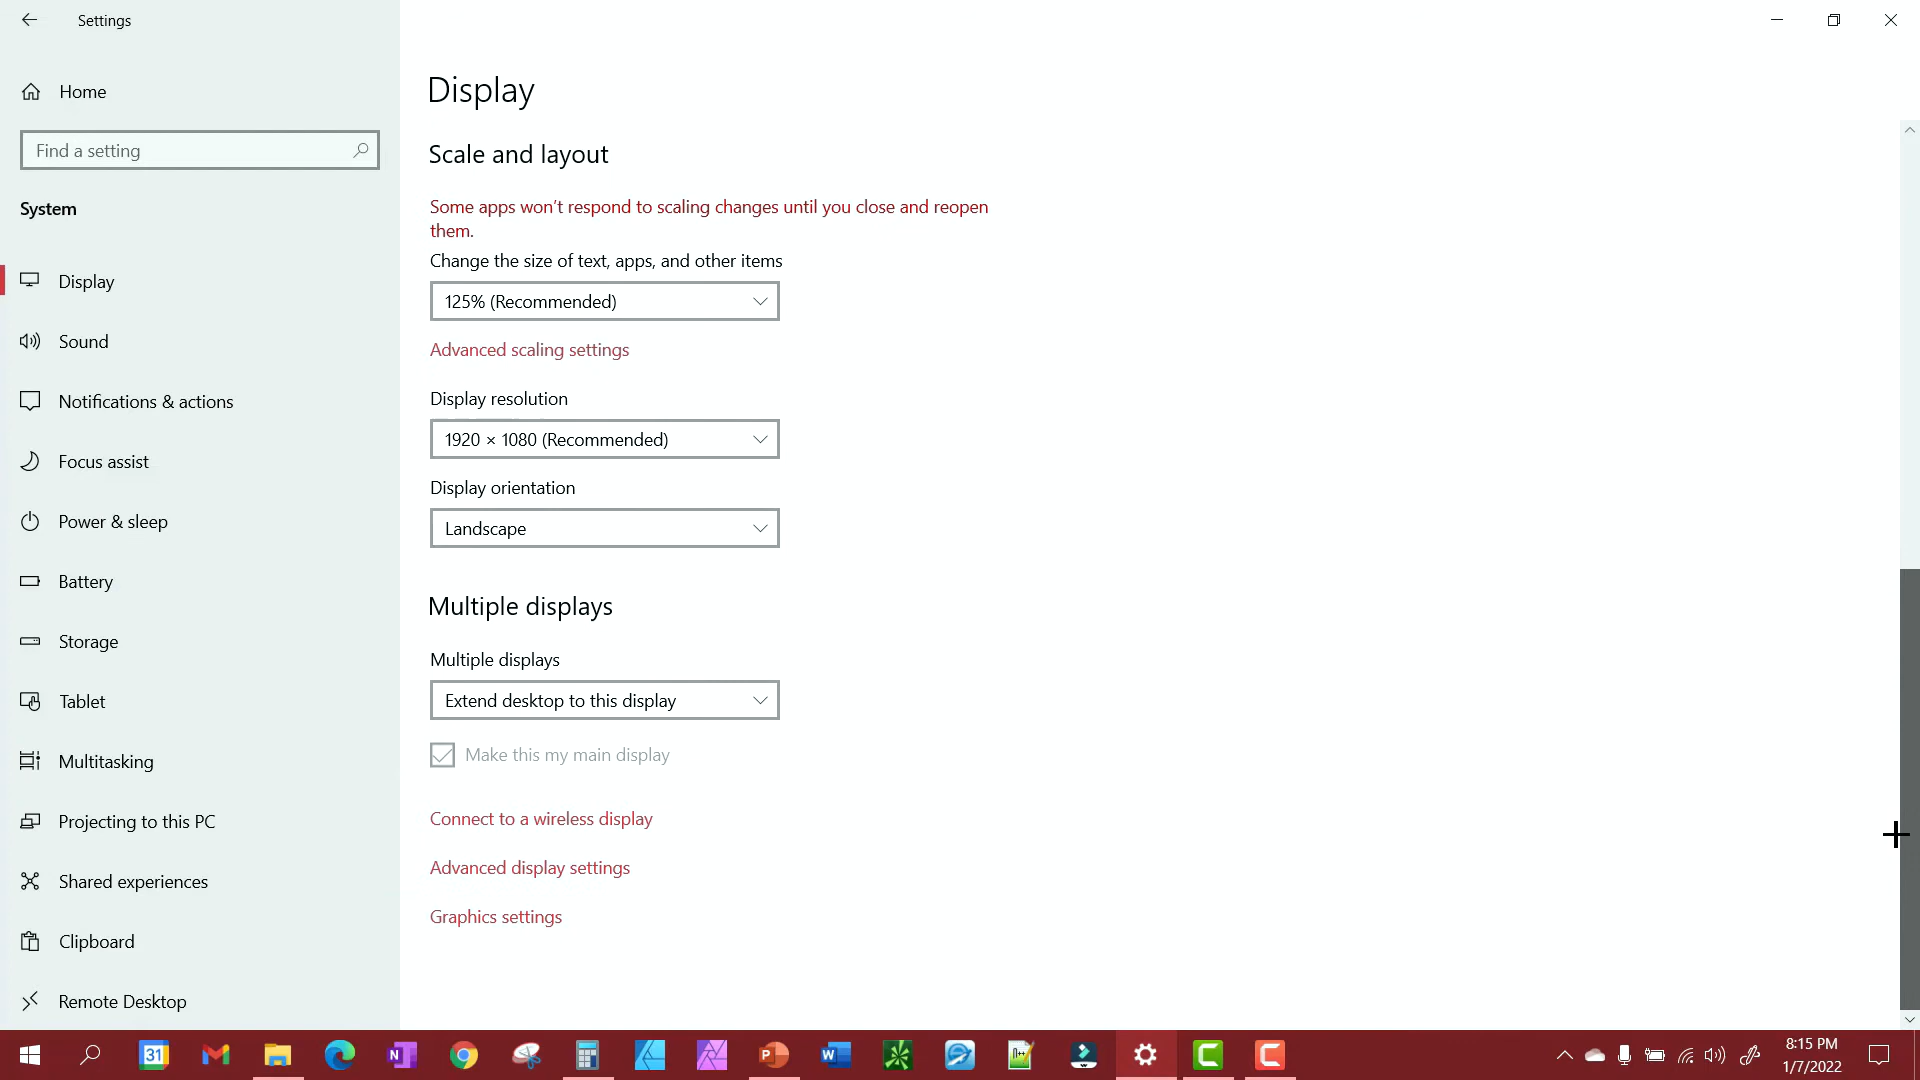 Settings
Home
Find a setting
System
Display
Sound
Notifications & actions
Focus assist
Power & sleep
Battery
Storage
Tablet
Multitasking
Projecting to this PC
Shared experiences
Clipboard
Remote Desktop
Display
Scale and layout
Some apps won't respond to scaling changes until you close and reopen
them.
Change the size of text, apps, and other items
125% (Recommended)
Advanced scaling settings
Display resolution
1920 × 1080 (Recommended)
Display orientation
Landscape
Multiple displays
Multiple displays
Extend desktop to this display
Make this my main display
Connect to a wireless display
Advanced display settings
Graphics settings
31
N
P
W
8:15 PM
1/7/2022